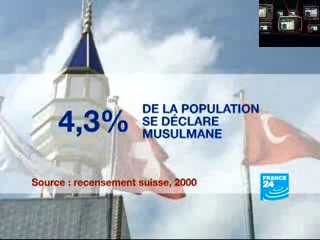 4,3%
DE LA POPULATION
SE DÉCLARE
MUSULMANE
Source : recensement suisse, 2000
FRANCE
24